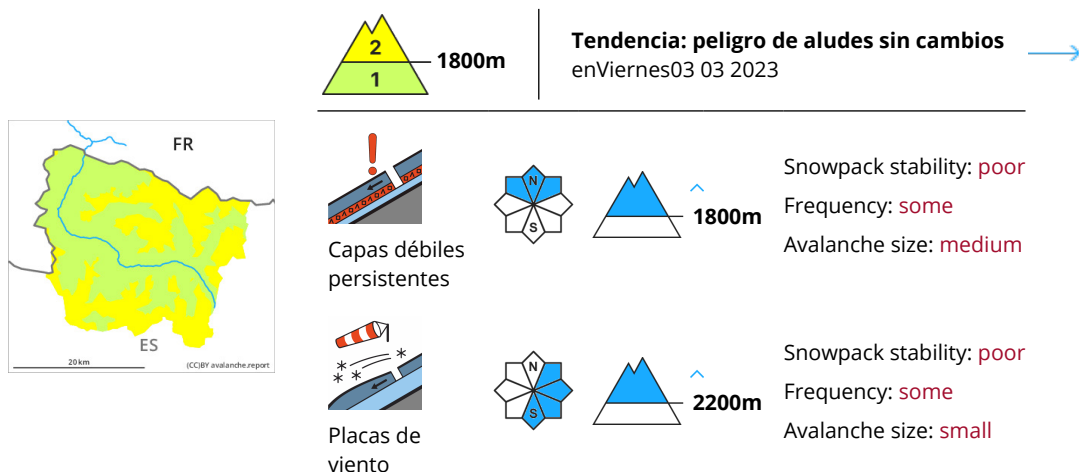 2
1
1800m
Tendencia: peligro de aludes sin cambios
enViernes03 03 2023
FR
ES
20 km
(CC)BY avalanche.report
Capas débiles
persistentes
N
S
1800m
Snowpack stability: poor
Frequency: some
Avalanche size: medium
Placas de
viento
N
S
2200m
Snowpack stability: poor
Frequency: some
Avalanche size: small